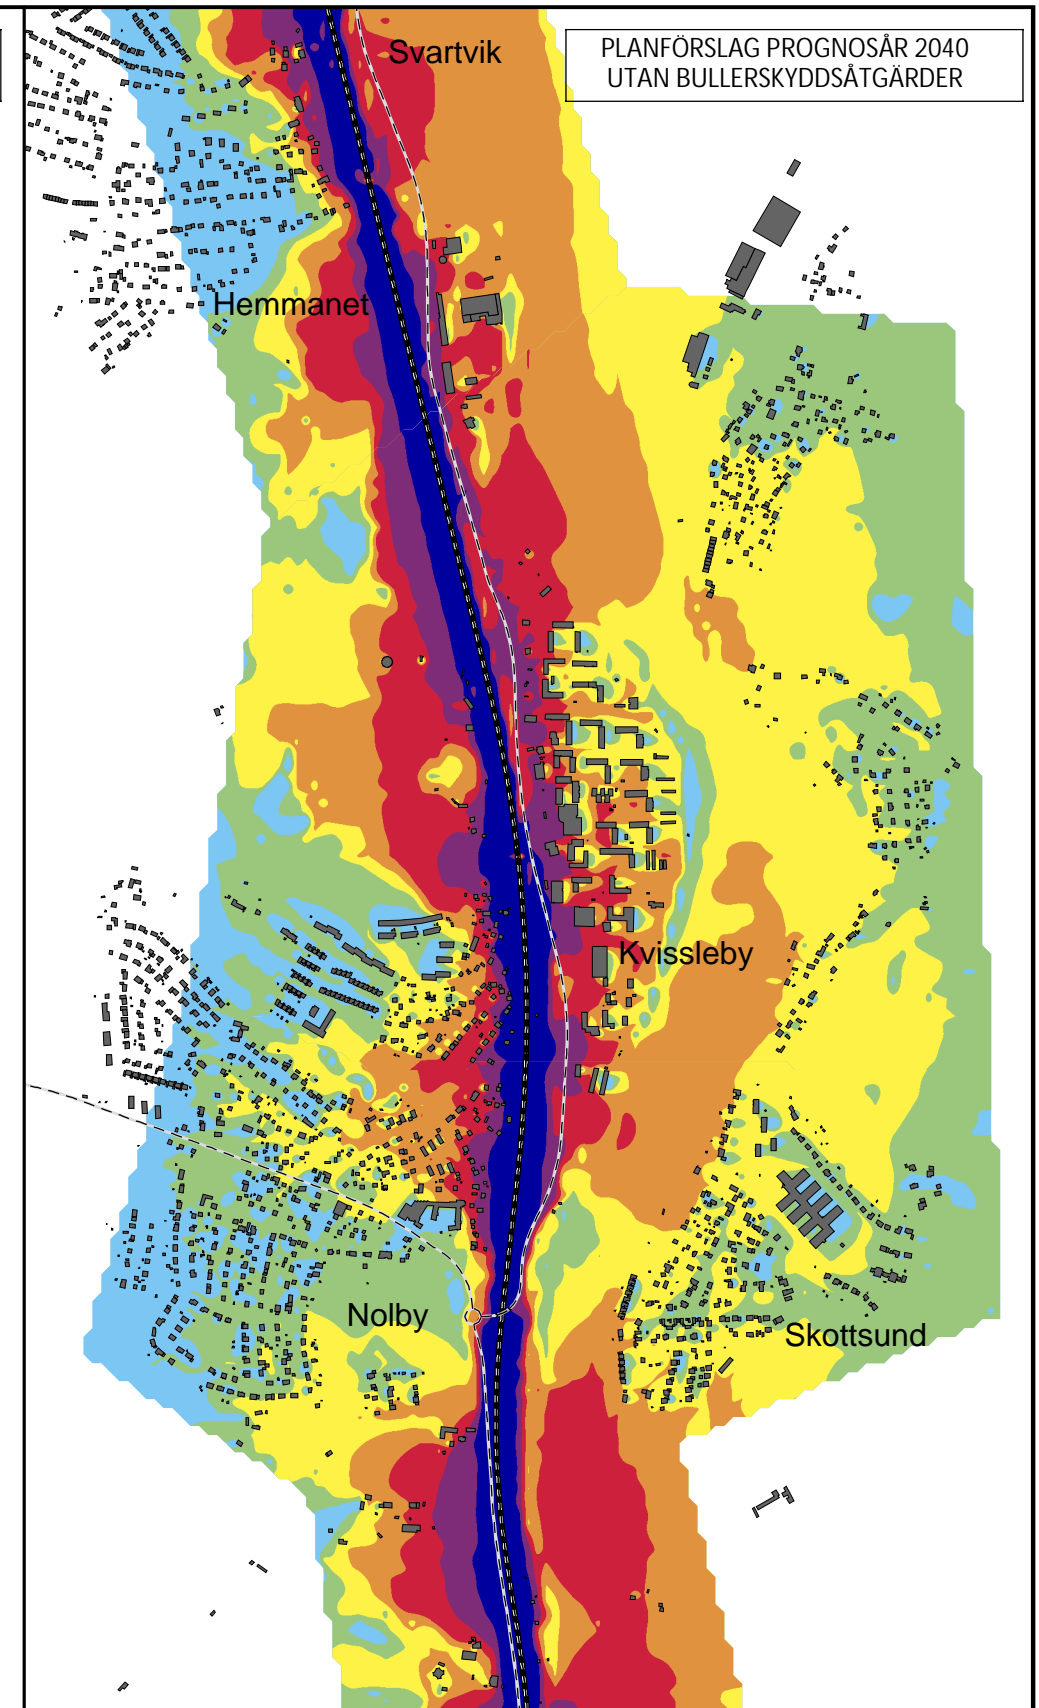 Svartvik
PLANFÖRSLAG PROGNOSÅR 2040
UTAN BULLERSKYDDSÅTGÄRDER
Hemmanet
Kvissleby
Nolby
Skottsund